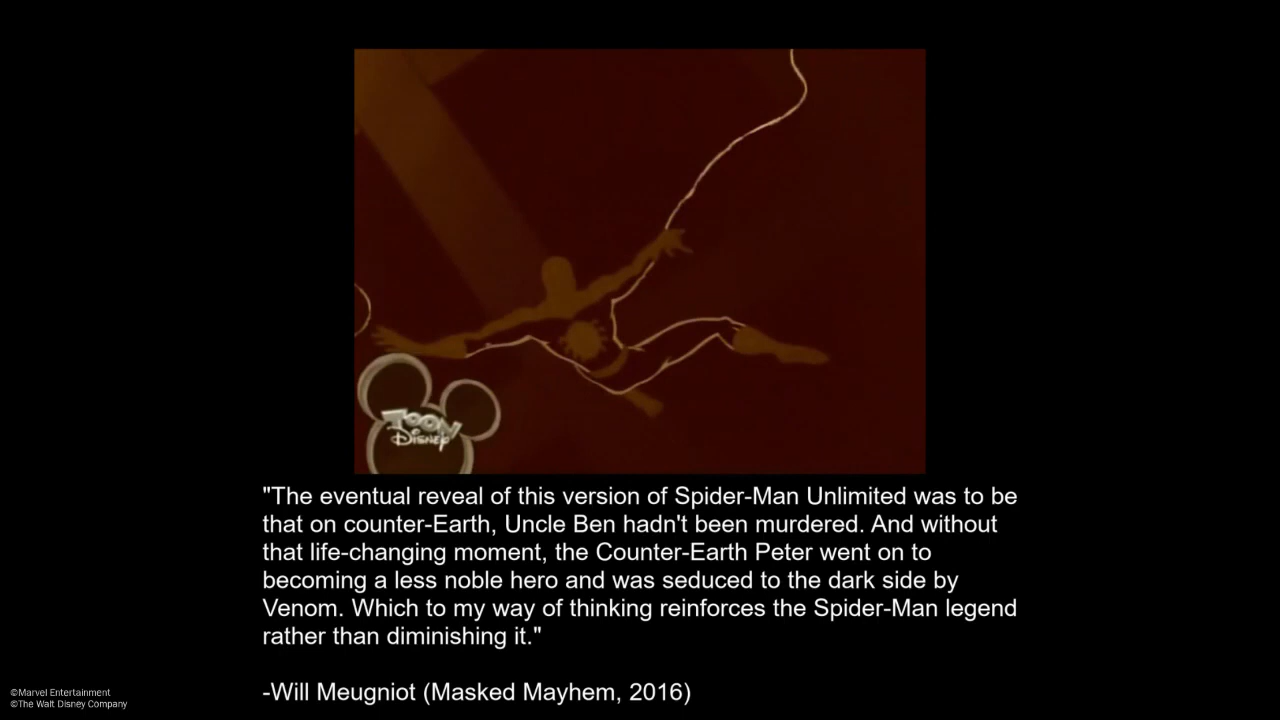 TOON
DISNEY
"The eventual reveal of this version of Spider-Man Unlimited was to be
that on counter-Earth, Uncle Ben hadn't been murdered. And without
that life-changing moment, the Counter-Earth Peter went on to
becoming a less noble hero and was seduced to the dark side by
Venom. Which to my way of thinking reinforces the Spider-Man legend
rather than diminishing it."
-Will Meugniot (Masked Mayhem, 2016)
©Marvel Entertainment
©The Walt Disney Company